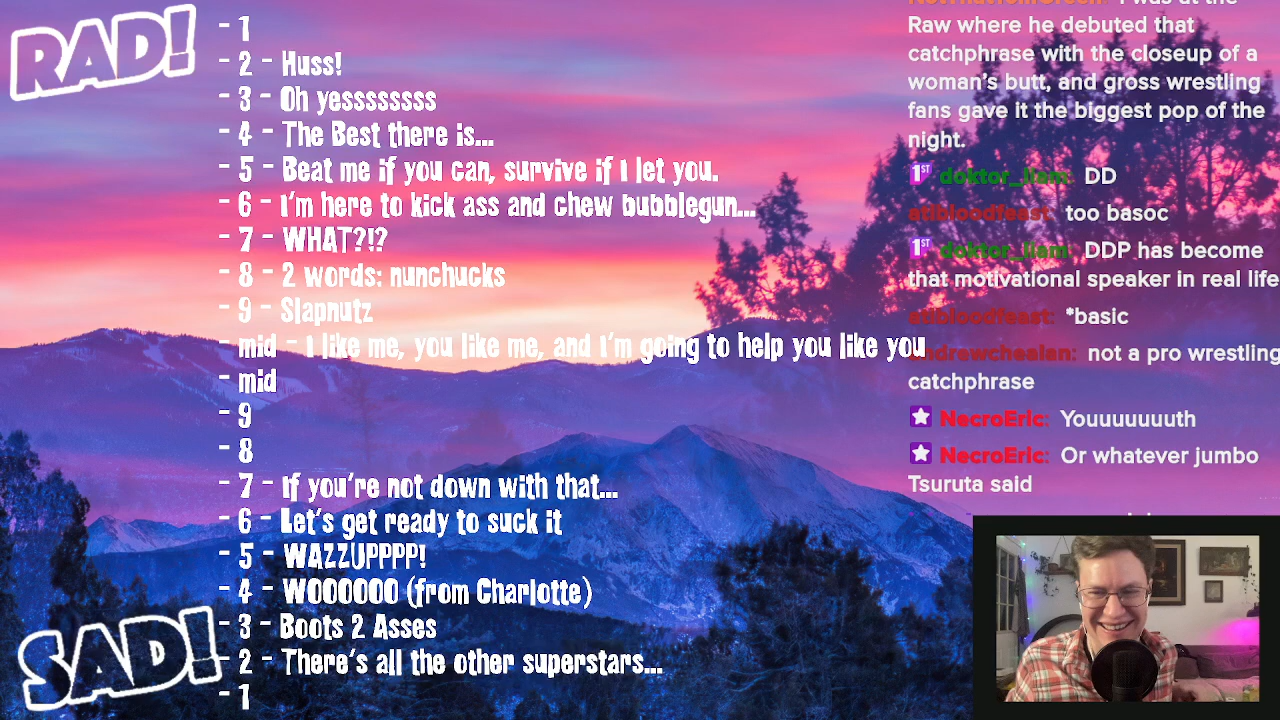 RAD!
- 1
- 2 - Huss!
- 3 - Oh yessssssss
- 4 - The Best there is...
- 5 - Beat me if you can, survive if I let you.
- 6 - I'm here to kick ass and chew bubblegun...
- 7 - WHAT?!?
- 8 - 2 words: nunchucks
- 9 - Slapnutz
- mid - I like me, you like me, and I'm going to help you like you
- mid
- 9
- 8
- 7 - If you're not down with that...
- 6 - Let's get ready to suck it
- 5 - WAZZUPPPP!
- 4 - WOOOOOO (from Charlotte)
- 3 - Boots 2 Asses
- 2 - There's all the other superstars...
- 1
SAD!
Raw where he debuted that
catchphrase with the closeup of a
woman's butt, and gross wrestling
fans gave it the biggest pop of the
night.
1ST doktor_liam: DD
atibloodfeast: too basoc
1ST doktor_liam: DDP has become
that motivational speaker in real life
atibloodfeast: *basic
andrewchealan: not a pro wrestling
catchphrase
NecroEric: Youuuuuuuth
NecroEric: Or whatever jumbo
Tsuruta said